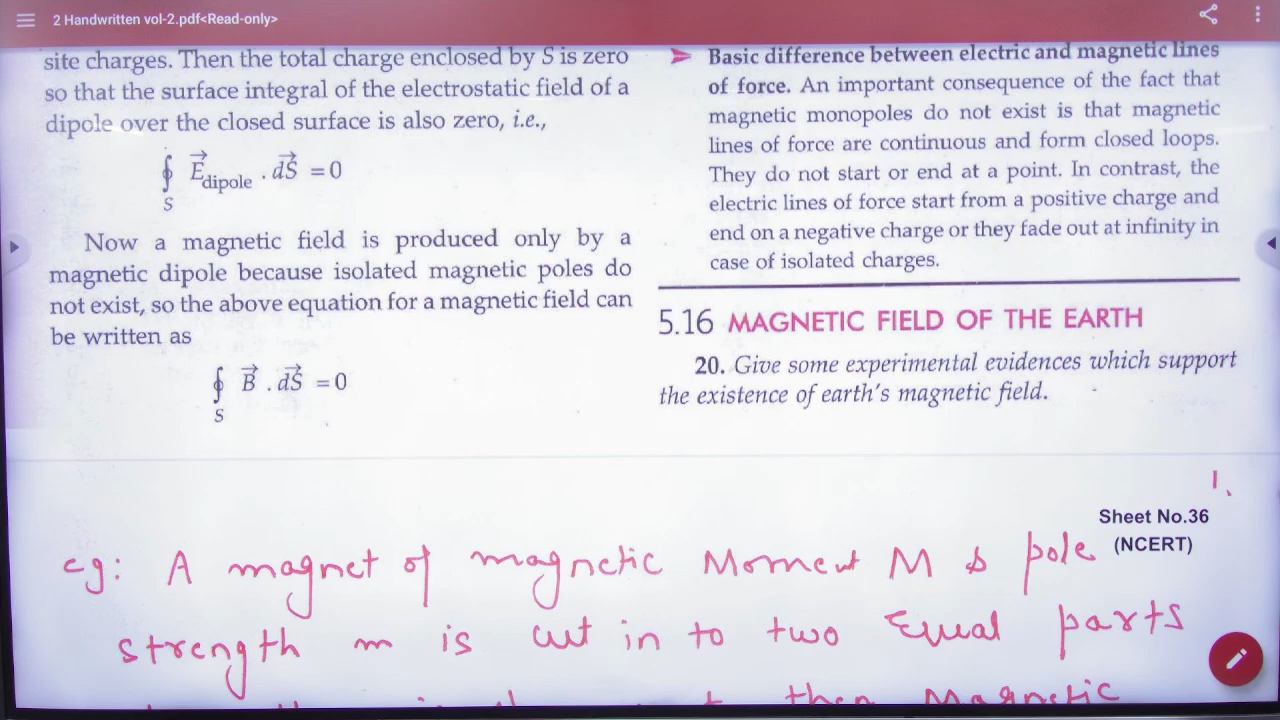 2 Handwritten vol-2.pdf<Read-only>
site charges. Then the total charge enclosed by S is zero
so that the surface integral of the electrostatic field of a
dipole over the closed surface is also zero, i.e.,
∮ E⃗dipole . dS⃗ = 0
S
Now a magnetic field is produced only by a
magnetic dipole because isolated magnetic poles do
not exist, so the above equation for a magnetic field can
be written as
∮ B⃗ . dS⃗ = 0
S
➤ Basic difference between electric and magnetic lines
of force. An important consequence of the fact that
magnetic monopoles do not exist is that magnetic
lines of force are continuous and form closed loops.
They do not start or end at a point. In contrast, the
electric lines of force start from a positive charge and
end on a negative charge or they fade out at infinity in
case of isolated charges.
5.16 MAGNETIC FIELD OF THE EARTH
20. Give some experimental evidences which support
the existence of earth's magnetic field.
1.
Sheet No.36
(NCERT)
eg: A magnet of magnetic Moment M & pole
strength m is cut in to two Equal parts
then Magnetic